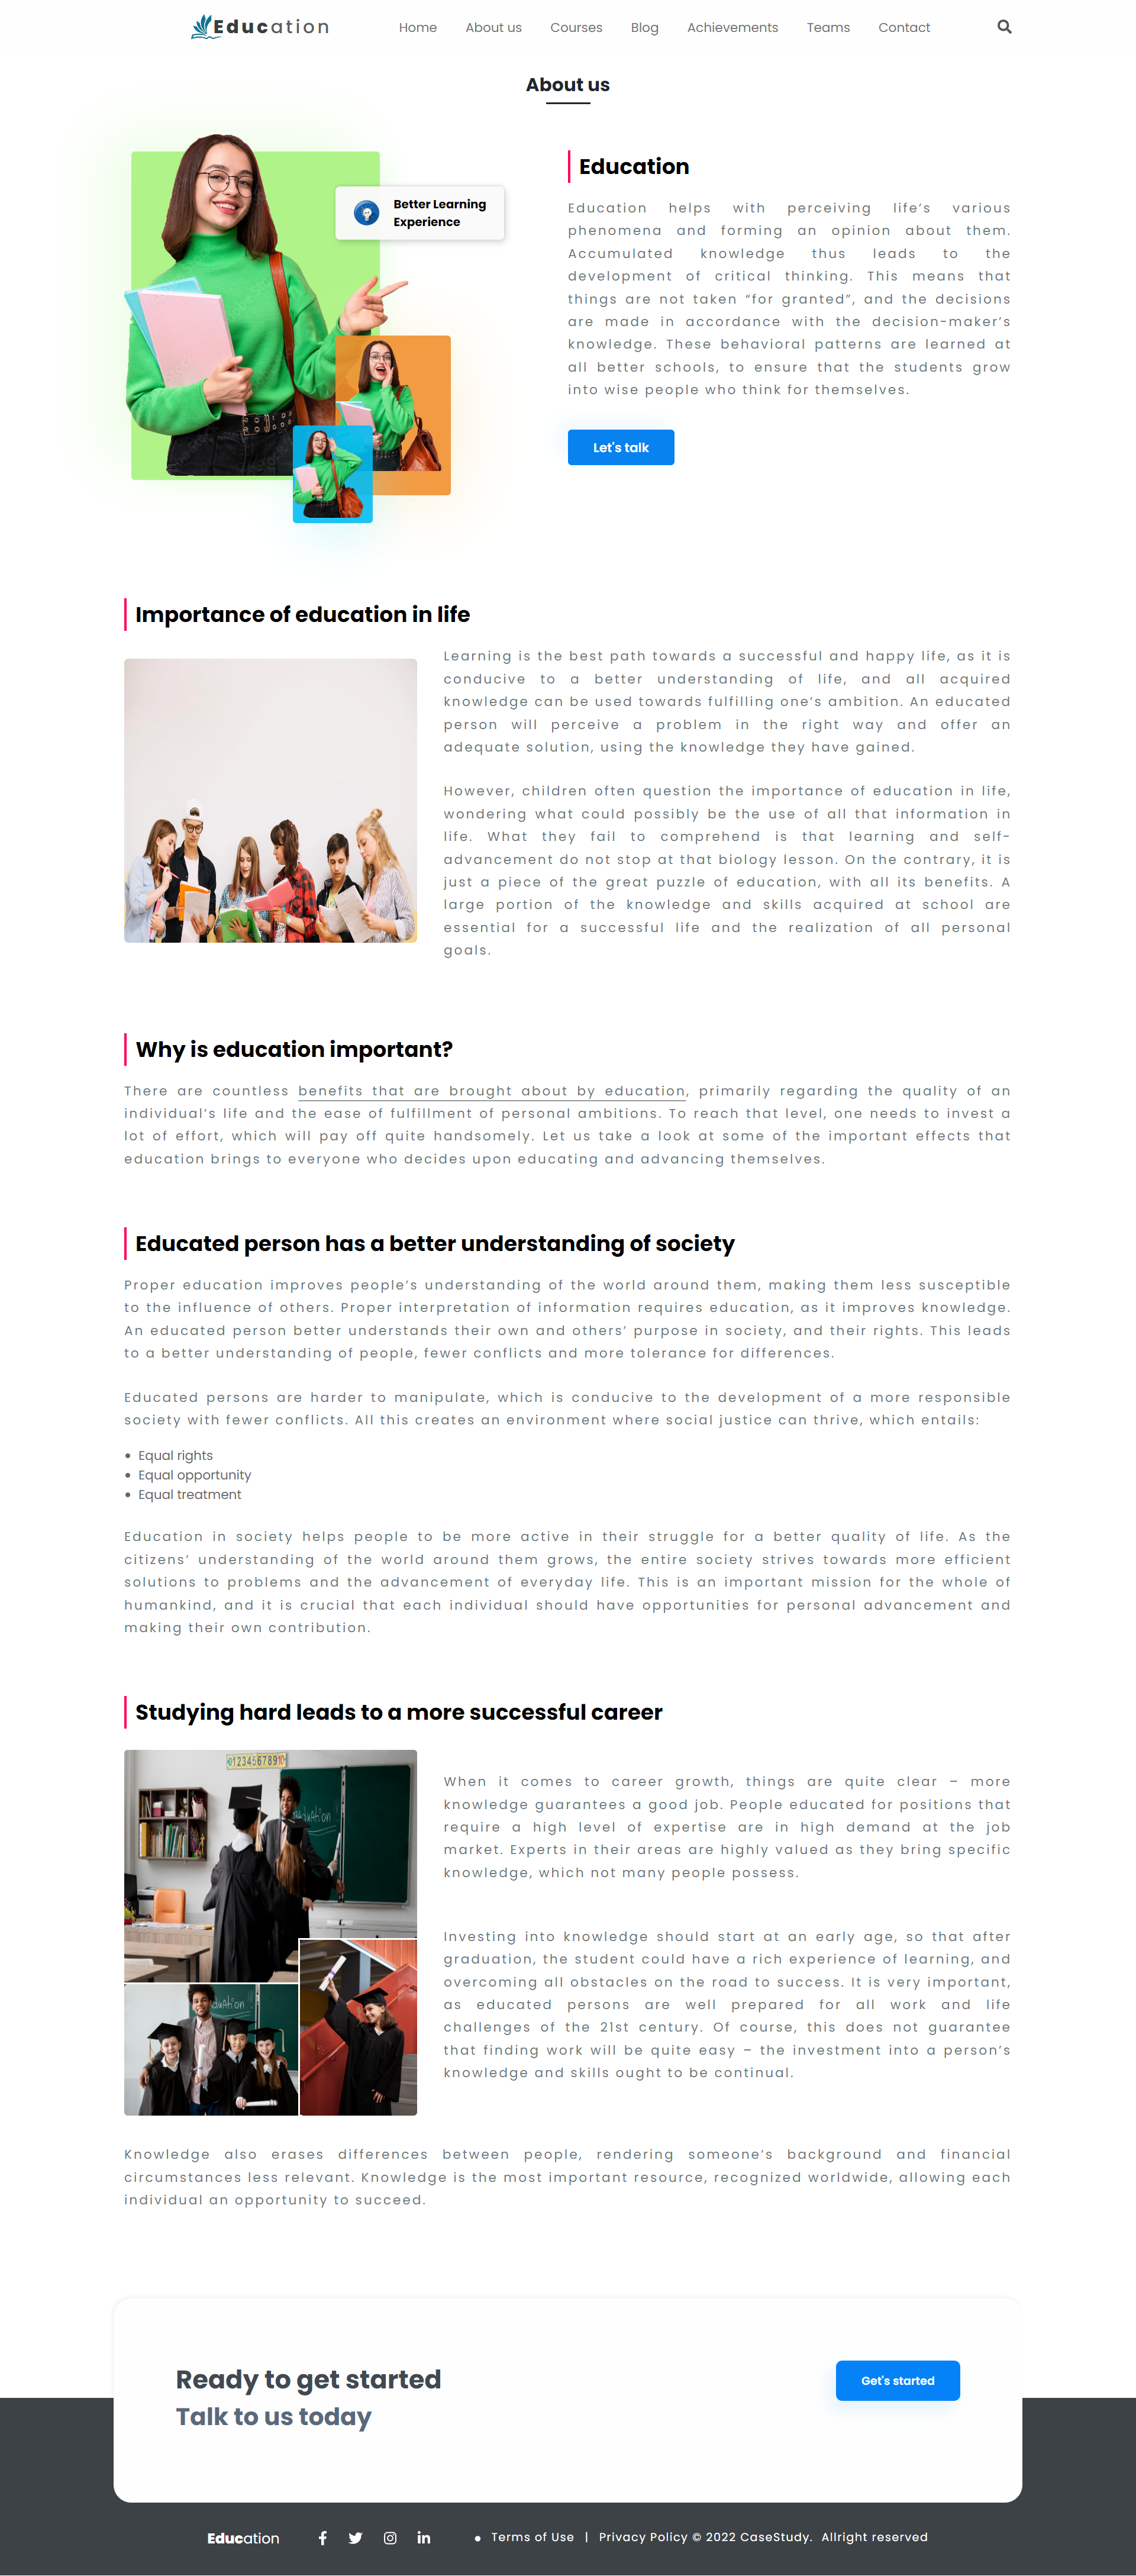 Education
Home About us Courses Blog Achievements Teams Contact
About us
Better Learning
Experience
Education
Education helps with perceiving life’s various
phenomena and forming an opinion about them.
Accumulated knowledge thus leads to the
development of critical thinking. This means that
things are not taken “for granted”, and the decisions
are made in accordance with the decision-maker’s
knowledge. These behavioral patterns are learned at
all better schools, to ensure that the students grow
into wise people who think for themselves.
Let's talk
Importance of education in life
Learning is the best path towards a successful and happy life, as it is
conducive to a better understanding of life, and all acquired
knowledge can be used towards fulfilling one’s ambition. An educated
person will perceive a problem in the right way and offer an
adequate solution, using the knowledge they have gained.
However, children often question the importance of education in life,
wondering what could possibly be the use of all that information in
life. What they fail to comprehend is that learning and self-
advancement do not stop at that biology lesson. On the contrary, it is
just a piece of the great puzzle of education, with all its benefits. A
large portion of the knowledge and skills acquired at school are
essential for a successful life and the realization of all personal
goals.
Why is education important?
There are countless benefits that are brought about by education, primarily regarding the quality of an
individual’s life and the ease of fulfillment of personal ambitions. To reach that level, one needs to invest a
lot of effort, which will pay off quite handsomely. Let us take a look at some of the important effects that
education brings to everyone who decides upon educating and advancing themselves.
Educated person has a better understanding of society
Proper education improves people’s understanding of the world around them, making them less susceptible
to the influence of others. Proper interpretation of information requires education, as it improves knowledge.
An educated person better understands their own and others’ purpose in society, and their rights. This leads
to a better understanding of people, fewer conflicts and more tolerance for differences.
Educated persons are harder to manipulate, which is conducive to the development of a more responsible
society with fewer conflicts. All this creates an environment where social justice can thrive, which entails:
• Equal rights
• Equal opportunity
• Equal treatment
Education in society helps people to be more active in their struggle for a better quality of life. As the
citizens’ understanding of the world around them grows, the entire society strives towards more efficient
solutions to problems and the advancement of everyday life. This is an important mission for the whole of
humankind, and it is crucial that each individual should have opportunities for personal advancement and
making their own contribution.
Studying hard leads to a more successful career
12345678910
When it comes to career growth, things are quite clear – more
knowledge guarantees a good job. People educated for positions that
require a high level of expertise are in high demand at the job
market. Experts in their areas are highly valued as they bring specific
knowledge, which not many people possess.
Investing into knowledge should start at an early age, so that after
graduation, the student could have a rich experience of learning, and
overcoming all obstacles on the road to success. It is very important,
as educated persons are well prepared for all work and life
challenges of the 21st century. Of course, this does not guarantee
that finding work will be quite easy – the investment into a person’s
knowledge and skills ought to be continual.
Knowledge also erases differences between people, rendering someone’s background and financial
circumstances less relevant. Knowledge is the most important resource, recognized worldwide, allowing each
individual an opportunity to succeed.
Ready to get started
Talk to us today
Get's started
Education
• Terms of Use | Privacy Policy © 2022 CaseStudy. Allright reserved